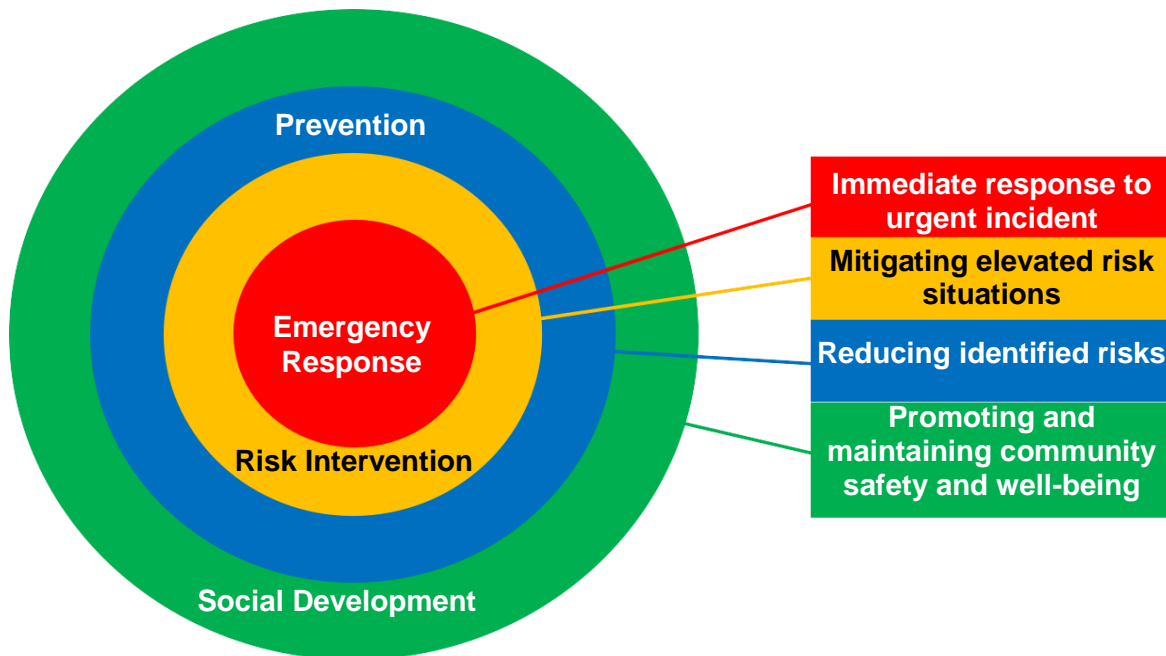 Prevention
Emergency
Response
Risk Intervention
Social Development
Immediate response to
urgent incident
Mitigating elevated risk
situations
Reducing identified risks
Promoting and
maintaining community
safety and well-being